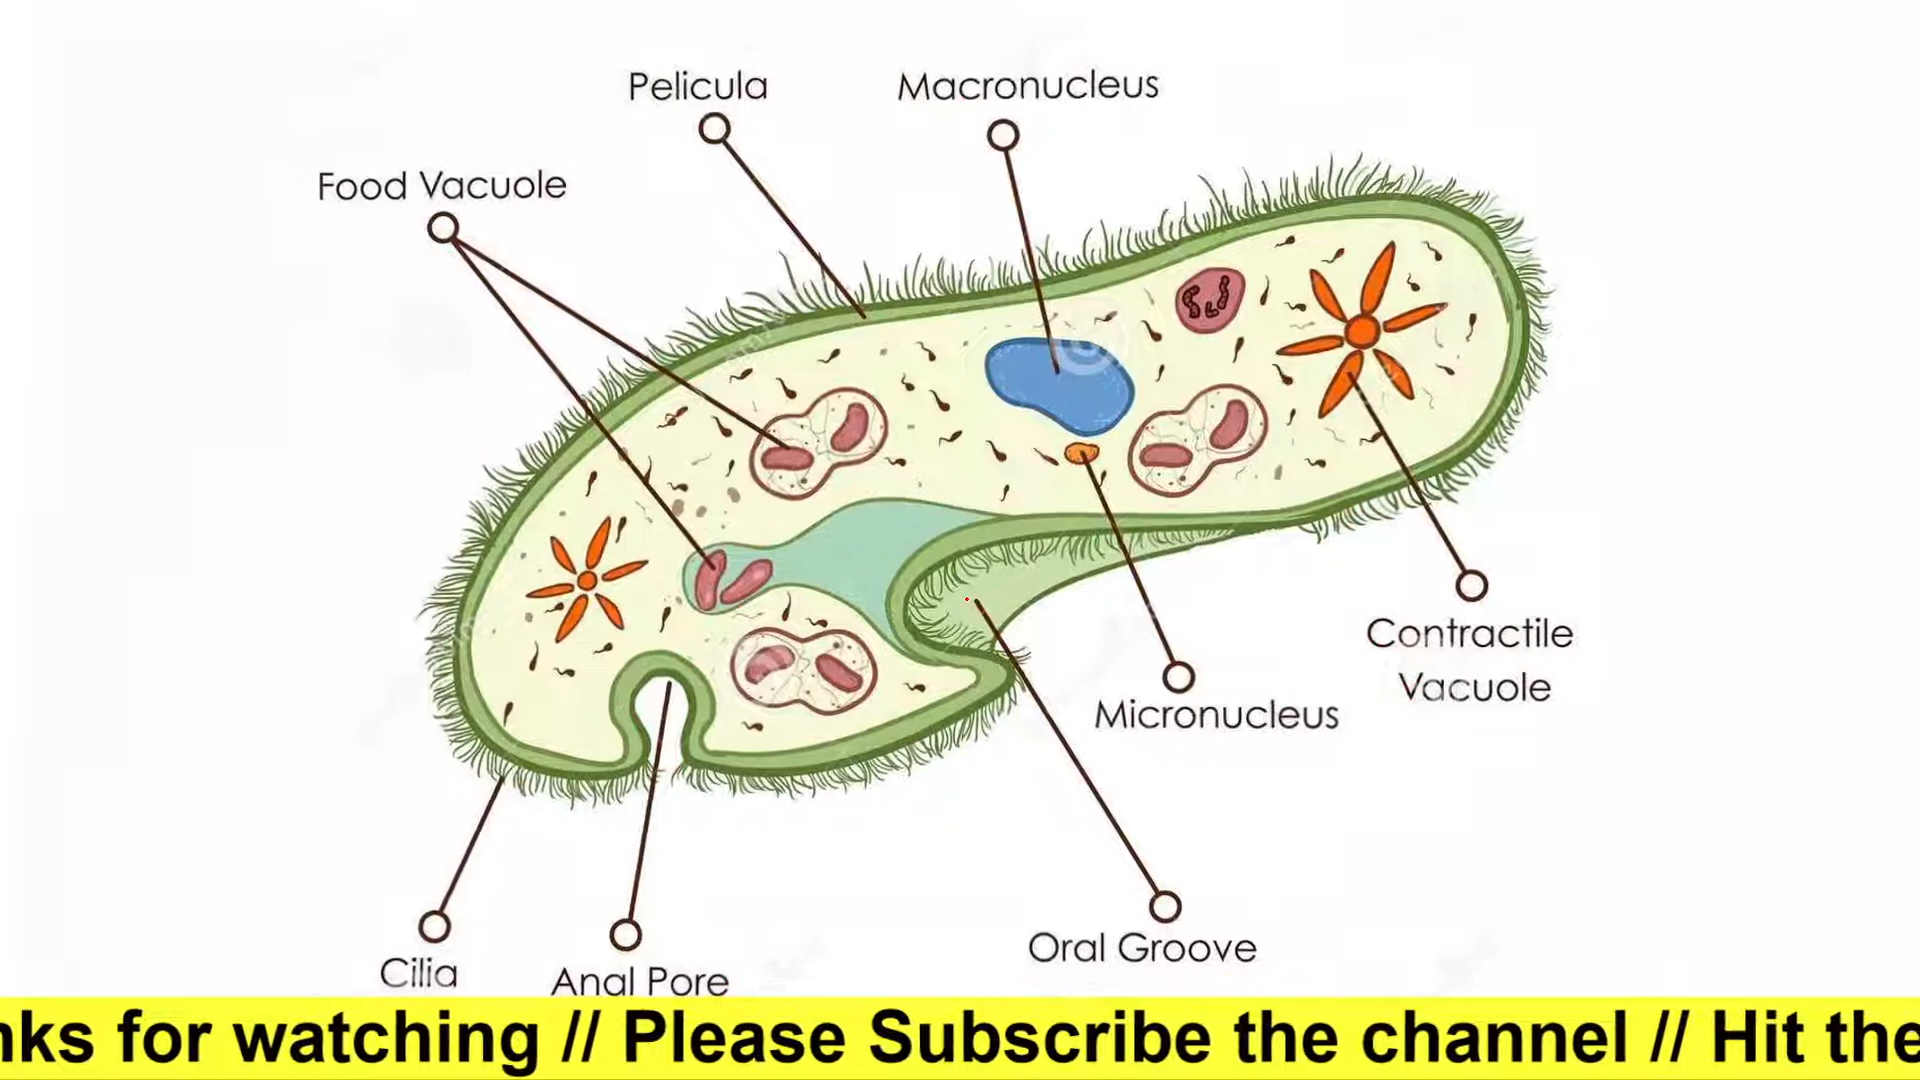 Pelicula
Macronucleus
Food Vacuole
Contractile
Vacuole
Micronucleus
Oral Groove
Cilia
Anal Pore
nks for watching // Please Subscribe the channel // Hit the